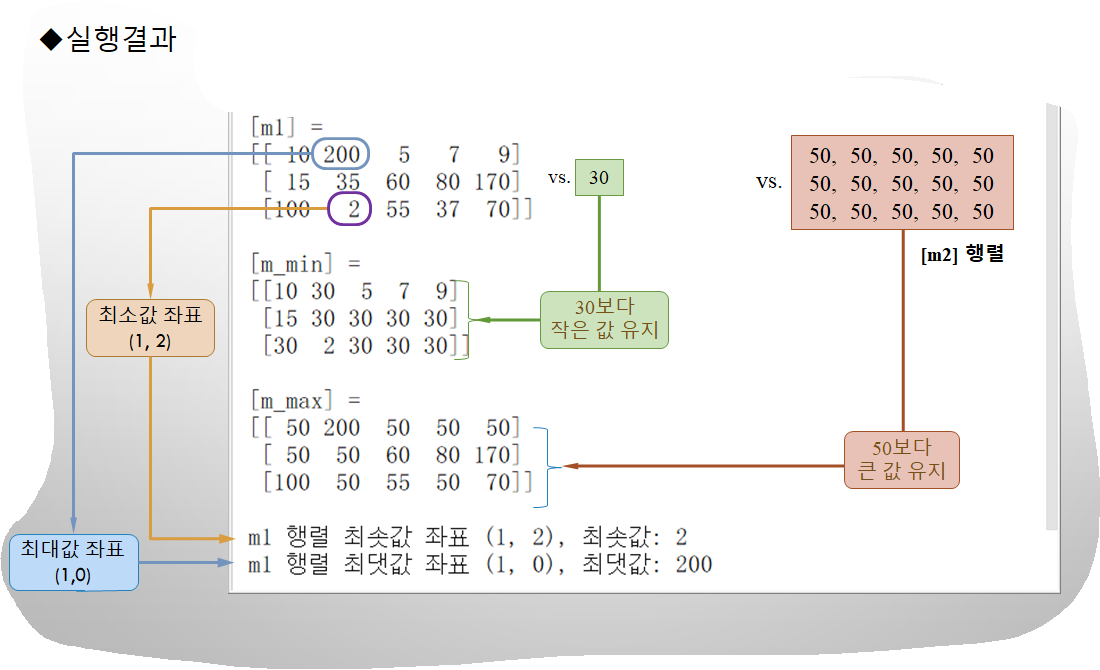 ◆실행결과
[m1] =
[[ 10 200 5 7 9]
[ 15 35 60 80 170]
[100 2 55 37 70]]
vs. 30
vs.
50, 50, 50, 50, 50
50, 50, 50, 50, 50
50, 50, 50, 50, 50
[m2] 행렬
[m_min] =
[[10 30 5 7 9]
[15 30 30 30 30]
[30 2 30 30 30]]
30보다
작은 값 유지
최소값 좌표
(1, 2)
[m_max] =
[[ 50 200 50 50 50]
[ 50 50 60 80 170]
[100 50 55 50 70]]
50보다
큰 값 유지
m1 행렬 최솟값 좌표 (1, 2), 최솟값: 2
m1 행렬 최댓값 좌표 (1, 0), 최댓값: 200
최대값 좌표
(1,0)